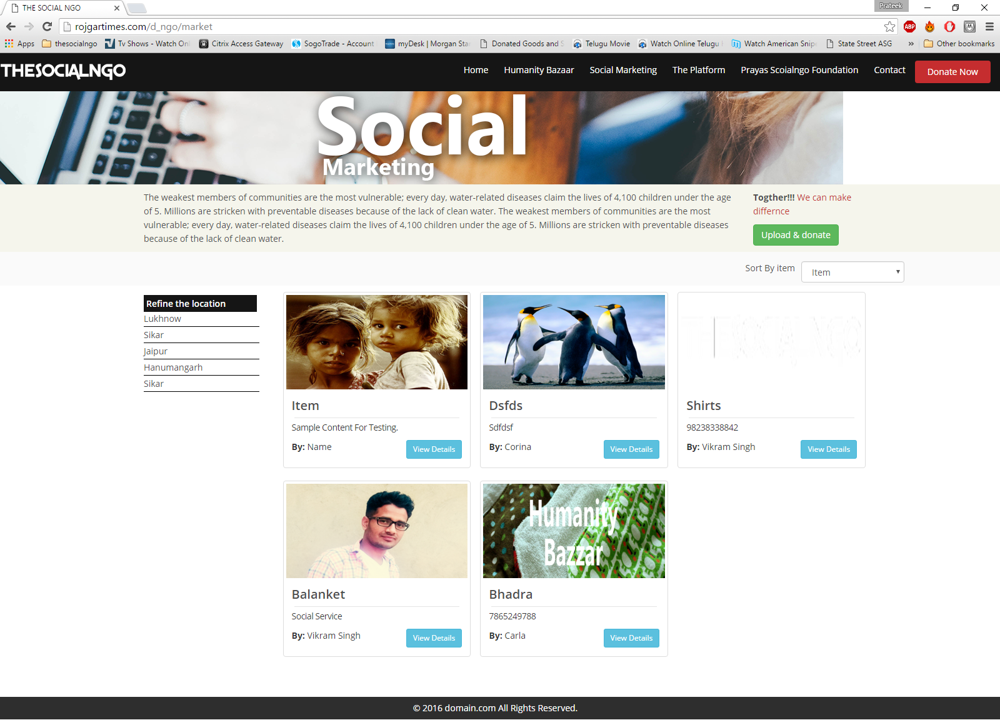 THE SOCIAL NGO
Prateek
rojgartimes.com/d_ngo/market
ABP
Apps
thesocialngo
Tv Shows - Watch Onl
Citrix Access Gateway
SogoTrade - Account
myDesk | Morgan Star
Donated Goods and S
Telugu Movie
Watch Online Telugu
Watch American Snipe
State Street ASG
»
Other bookmarks
THESOCIALNGO
Home
Humanity Bazaar
Social Marketing
The Platform
Prayas Scoialngo Foundation
Contact
Donate Now
Social
Marketing
The weakest members of communities are the most vulnerable; every day, water-related diseases claim the lives of 4,100 children under the age
of 5. Millions are stricken with preventable diseases because of the lack of clean water. The weakest members of communities are the most
vulnerable; every day, water-related diseases claim the lives of 4,100 children under the age of 5. Millions are stricken with preventable diseases
because of the lack of clean water.
Togther!!! We can make
differnce
Upload & donate
Sort By item
Item
Refine the location
Lukhnow
Sikar
Jaipur
Hanumangarh
Sikar
Item
Sample Content For Testing.
By: Name
View Details
Dsfds
Sdfdsf
By: Corina
View Details
THESOCIALNGO
Shirts
98238338842
By: Vikram Singh
View Details
Balanket
Social Service
By: Vikram Singh
View Details
Humanity
Bazzar
Bhadra
7865249788
By: Carla
View Details
© 2016 domain.com All Rights Reserved.